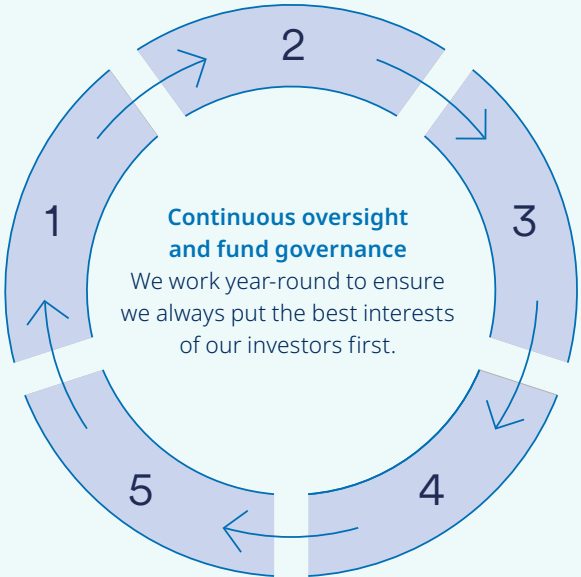 2
1
3
Continuous oversight
and fund governance
We work year-round to ensure
we always put the best interests
of our investors first.
5
4